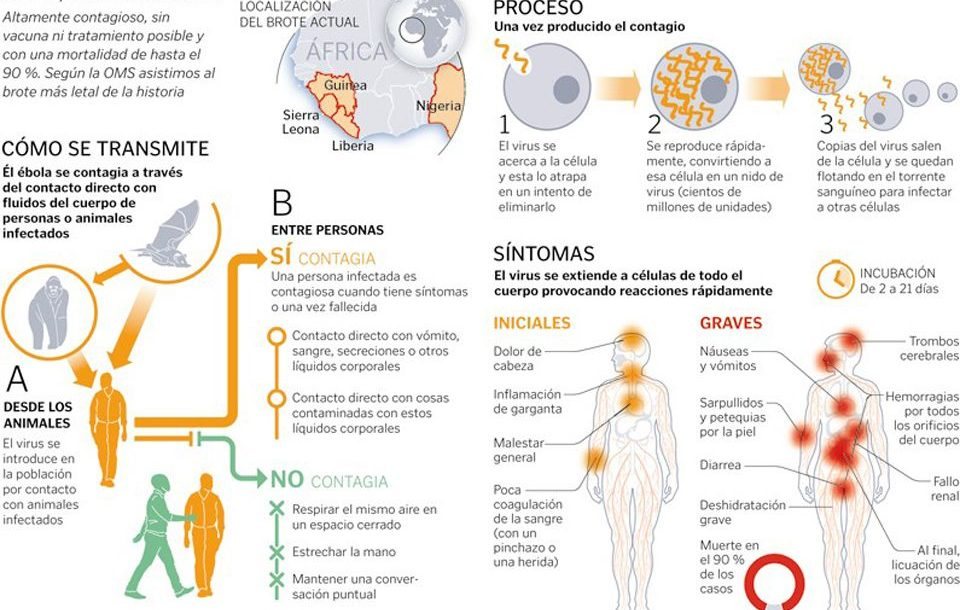 Altamente contagioso, sin
vacuna ni tratamiento posible y
con una mortalidad de hasta el
90 %. Según la OMS asistimos al
brote más letal de la historia
LOCALIZACIÓN
DEL BROTE ACTUAL
ÁFRICA
Guinea
Sierra
Leona
Liberia
Nigeria
PROCESO
Una vez producido el contagio
1
El virus se
acerca a la célula
y esta lo atrapa
en un intento de
eliminarlo
2
Se reproduce rápida-
mente, convirtiendo a
esa célula en un nido de
virus (cientos de
millones de unidades)
3
Copias del virus salen
de la célula y se quedan
flotando en el torrente
sanguíneo para infectar
a otras células
CÓMO SE TRANSMITE
Él ébola se contagia a través
del contacto directo con
fluidos del cuerpo de
personas o animales
infectados
A
DESDE LOS
ANIMALES
El virus se
introduce en
la población
por contacto
con animales
infectados
B
ENTRE PERSONAS
SÍ CONTAGIA
Una persona infectada es
contagiosa cuando tiene síntomas
o una vez fallecida
Contacto directo con vómito,
sangre, secreciones o otros
líquidos corporales
Contacto directo con cosas
contaminadas con estos
líquidos corporales
NO CONTAGIA
Respirar el mismo aire en
un espacio cerrado
Estrechar la mano
Mantener una conver-
sación puntual
SÍNTOMAS
El virus se extiende a células de todo el
cuerpo provocando reacciones rápidamente
INCUBACIÓN
De 2 a 21 días
INICIALES
Dolor de
cabeza
Inflamación
de garganta
Malestar
general
Poca
coagulación
de la sangre
(con un
pinchazo o
una herida)
GRAVES
Náuseas
y vómitos
Sarpullidos
y petequias
por la piel
Diarrea
Deshidratación
grave
Muerte en
el 90 %
de los
casos
Trombos
cerebrales
Hemorragias
por todos
los orificios
del cuerpo
Fallo
renal
Al final,
licuación de
los órganos